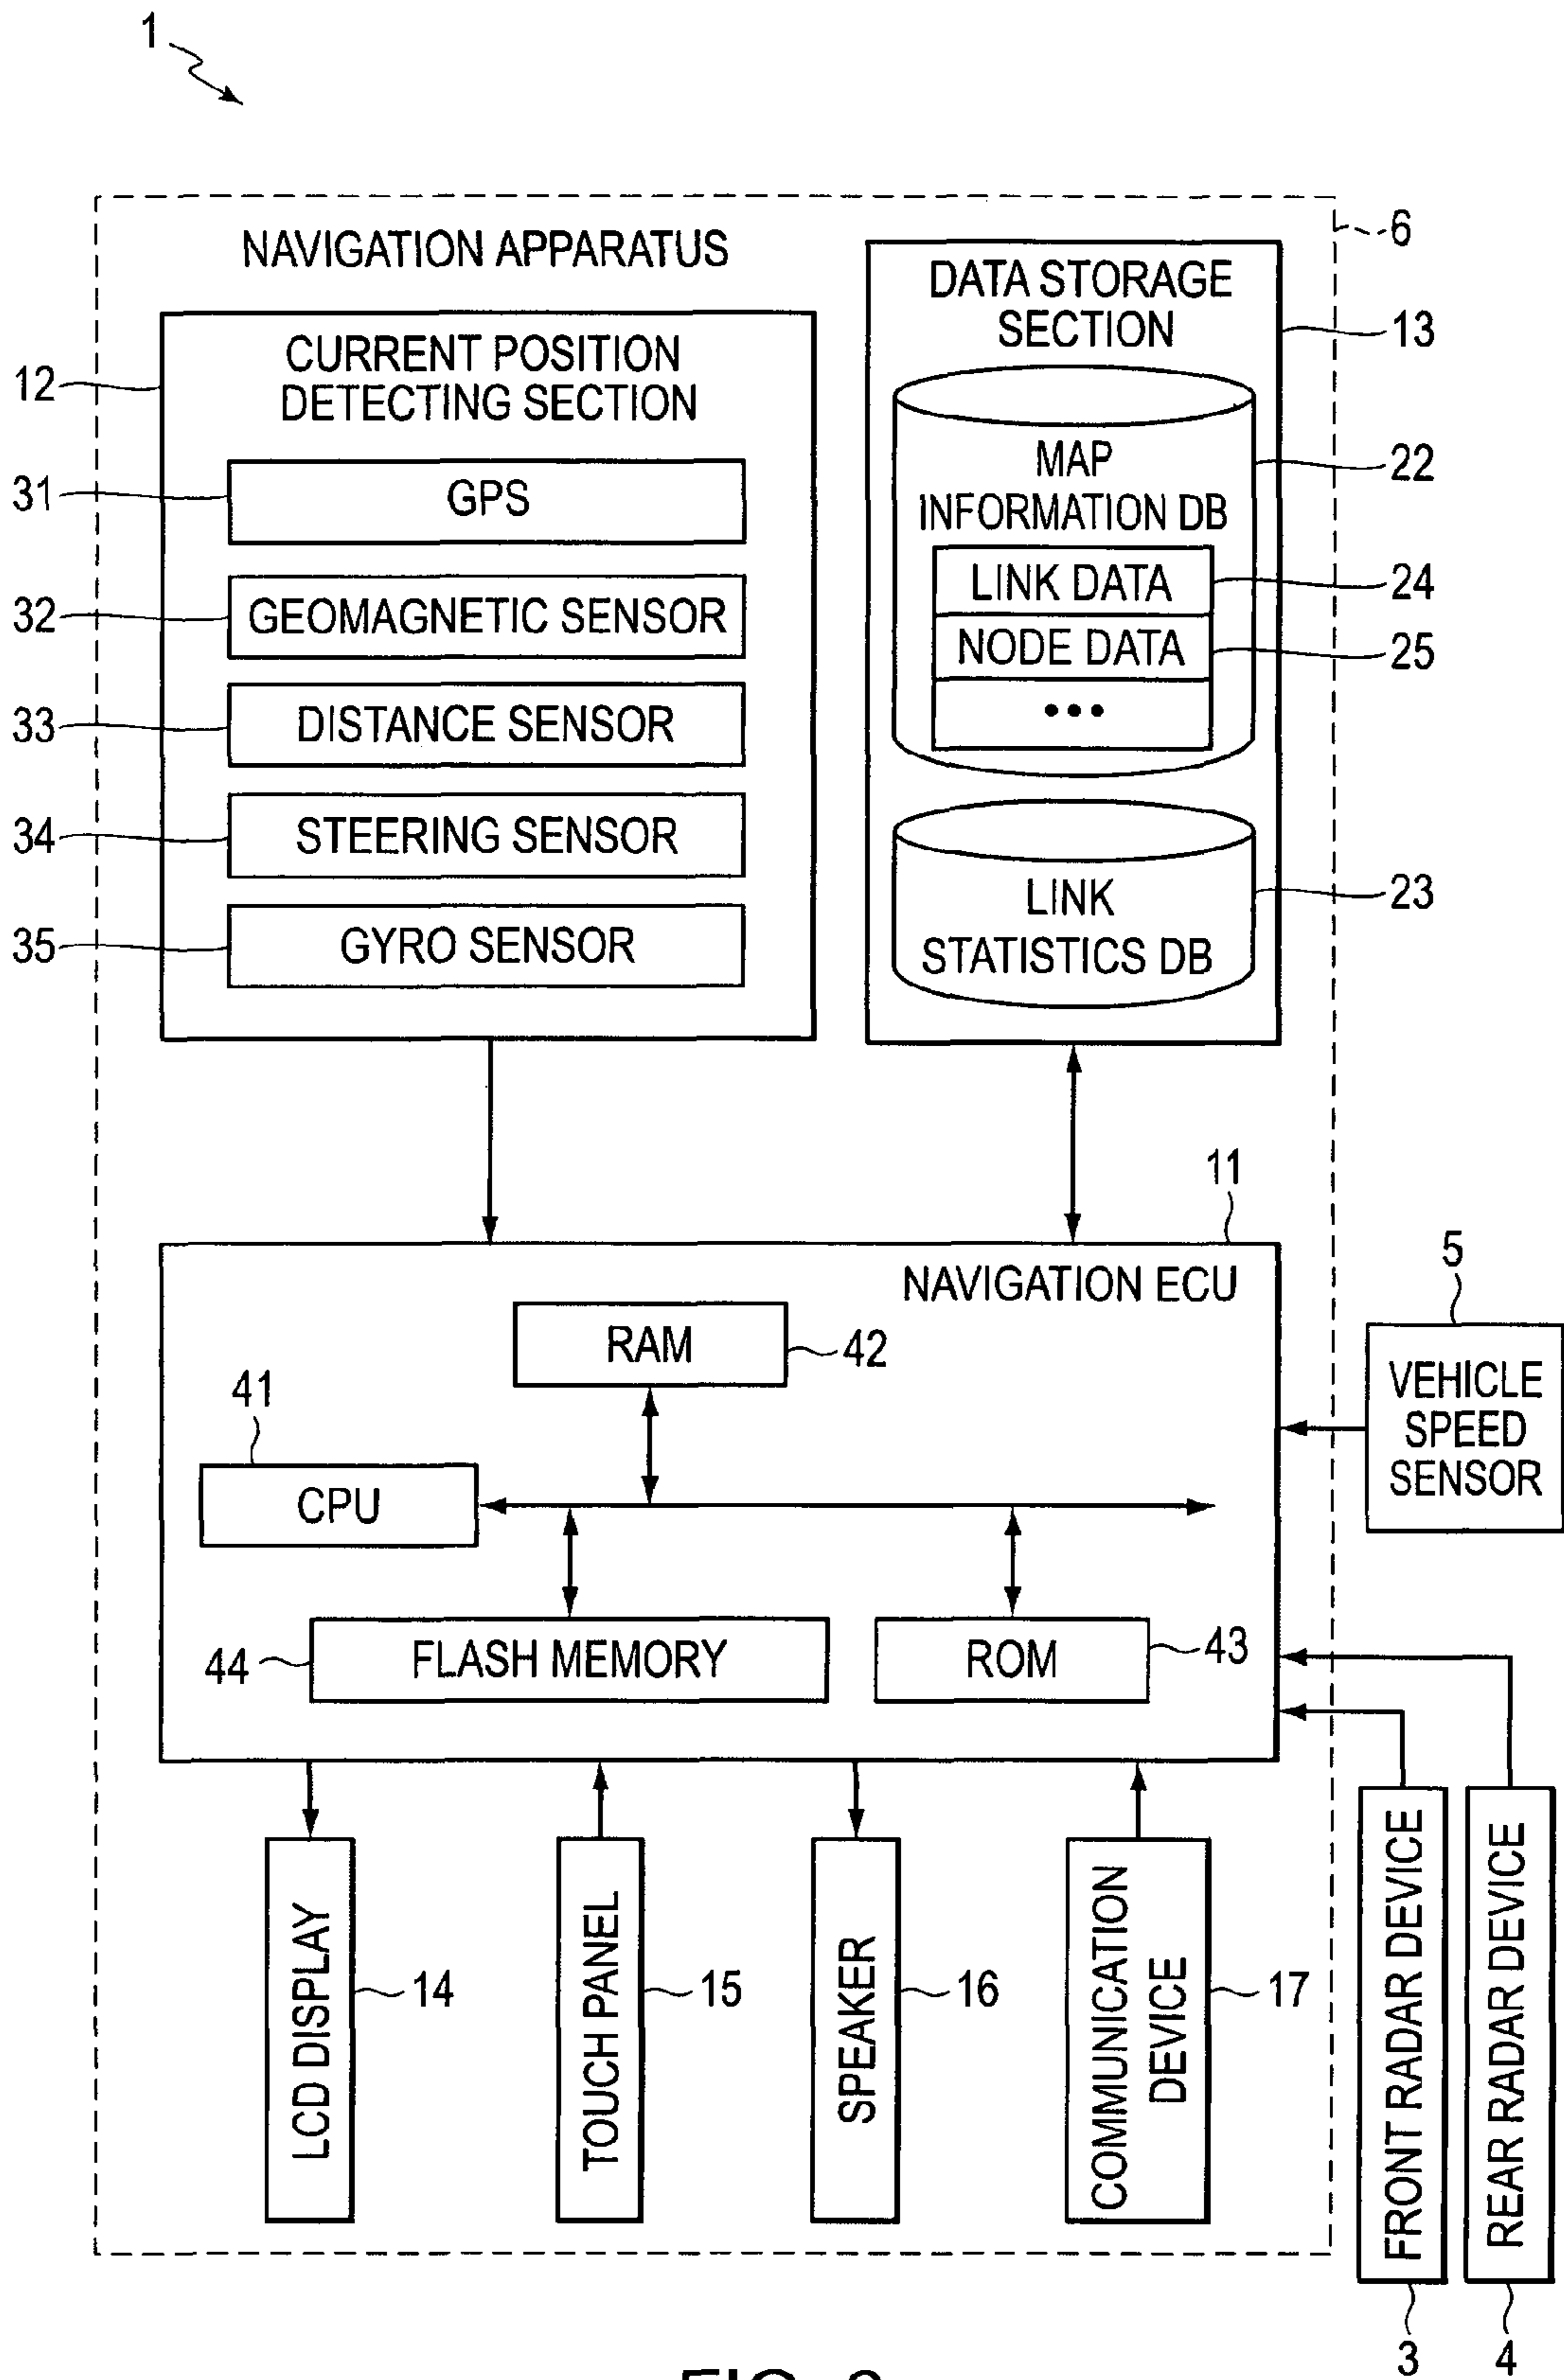 1
NAVIGATION APPARATUS
6
CURRENT POSITION
DETECTING SECTION
12
31
GPS
32
GEOMAGNETIC SENSOR
33
DISTANCE SENSOR
34
STEERING SENSOR
35
GYRO SENSOR
DATA STORAGE
SECTION
13
MAP
INFORMATION DB
22
LINK DATA
24
NODE DATA
25
•••
LINK
STATISTICS DB
23
11
NAVIGATION ECU
RAM
42
41
CPU
44
FLASH MEMORY
ROM
43
5
VEHICLE
SPEED
SENSOR
LCD DISPLAY
14
TOUCH PANEL
15
SPEAKER
16
COMMUNICATION
DEVICE
17
FRONT RADAR DEVICE
3
REAR RADAR DEVICE
4